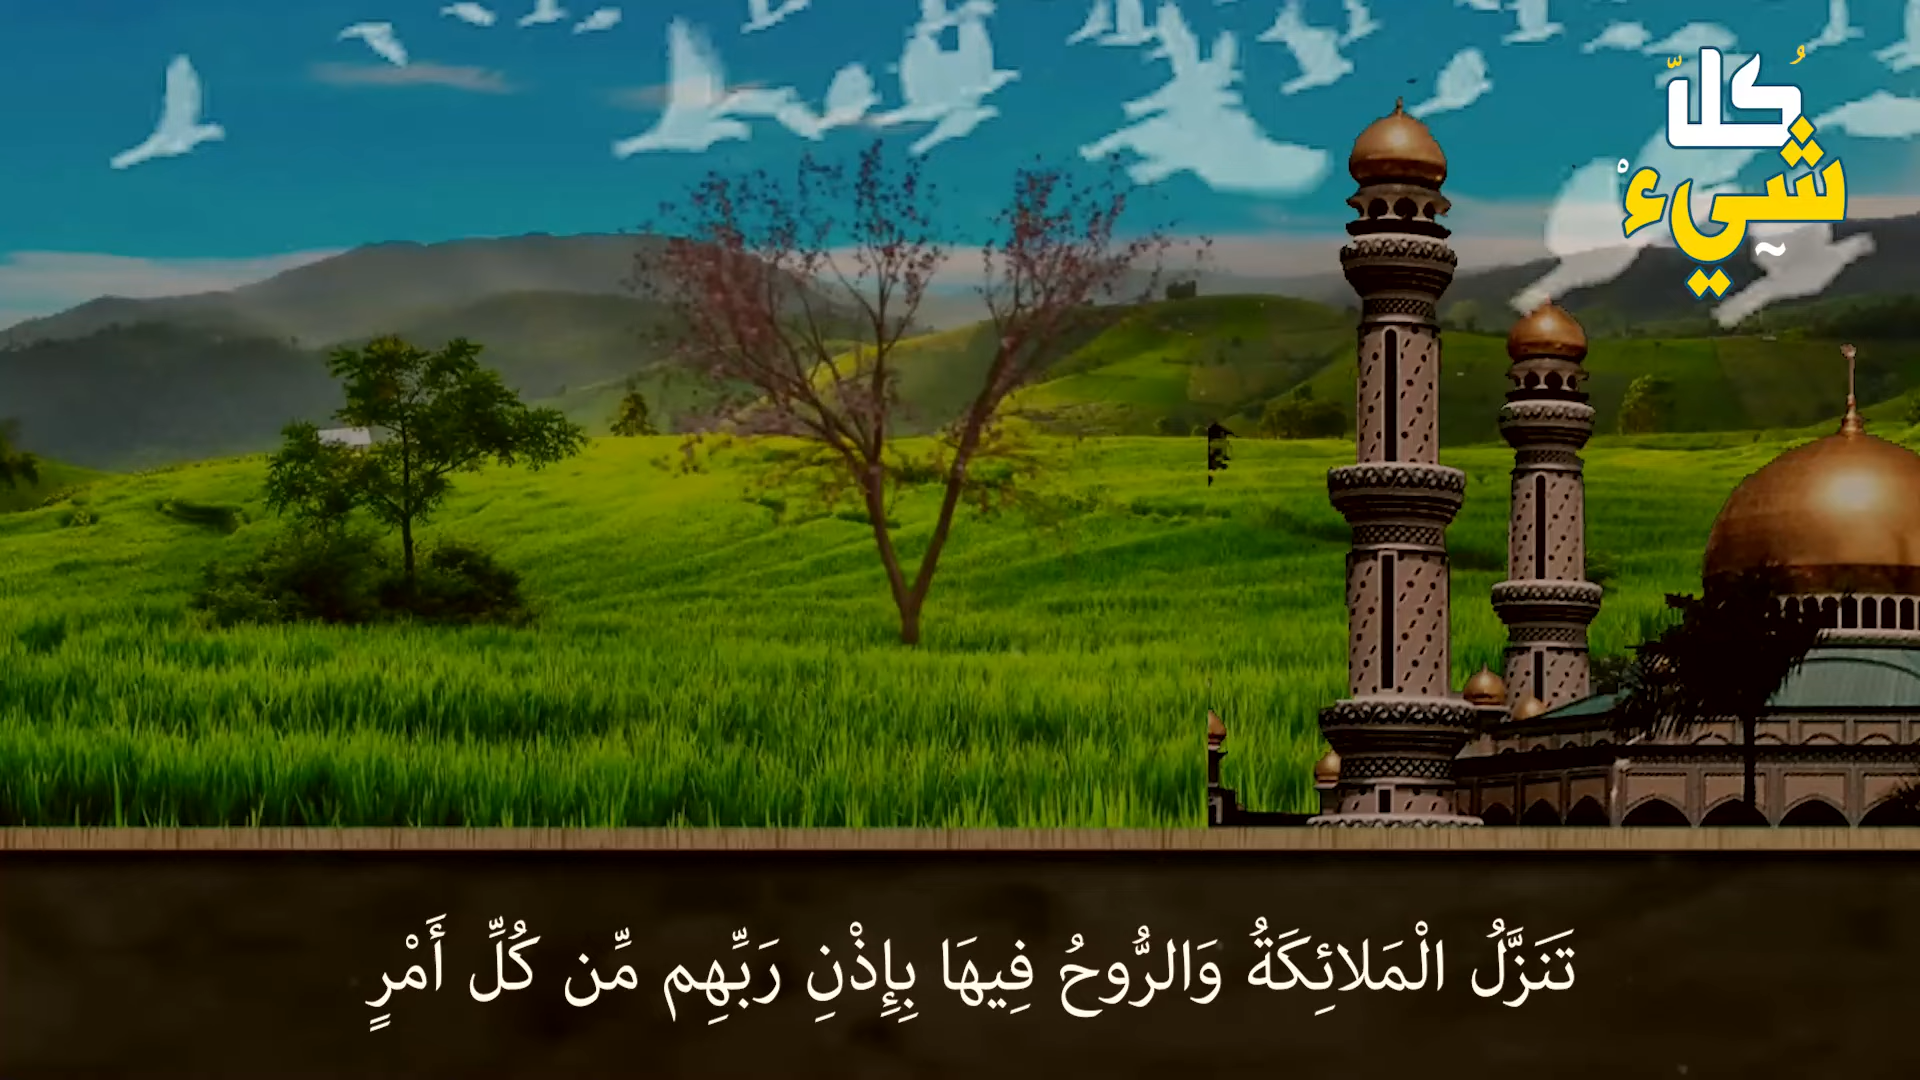 كُلّ
شَيْء
تَنَزَّلُ الْمَلائِكَةُ وَالرُّوحُ فِيهَا بِإِذْنِ رَبِّهِم مِّن كُلِّ أَمْرٍ